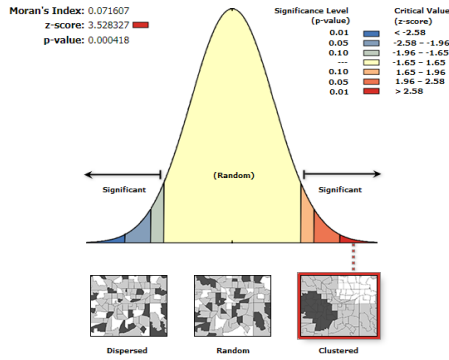 Moran's Index: 0.071607
z-score: 3.528327
p-value: 0.000418
Significance Level
(p-value)
Critical Value
(z-score)
0.01 < -2.58
0.05 -2.58 – -1.96
0.10 -1.96 – -1.65
--- -1.65 – 1.65
0.10 1.65 – 1.96
0.05 1.96 – 2.58
0.01 > 2.58
(Random)
Significant
Significant
Dispersed
Random
Clustered